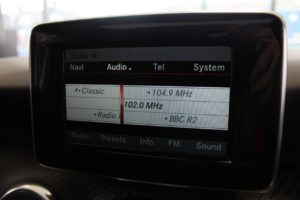 Navi Audio Tel System
Classic 104.9 MHz
102.0 MHz
Radio BBC R2
Radio Presets Info FM Sound